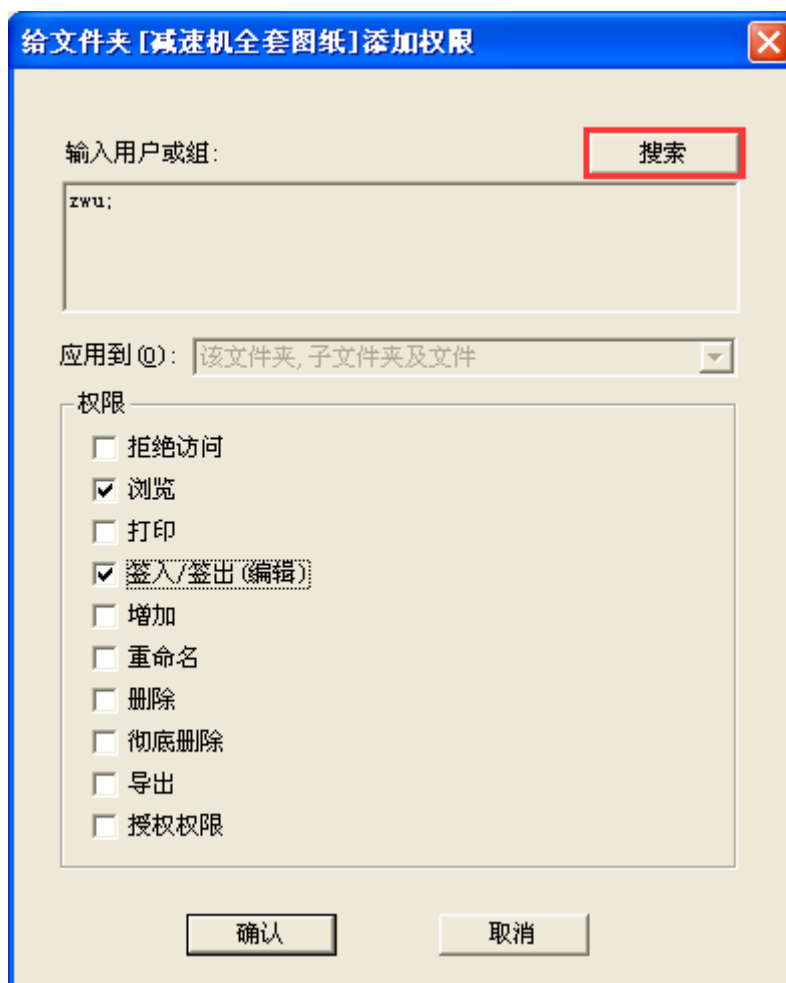 给文件夹[减速机全套图纸]添加权限
输入用户或组: 搜索
zwu;
应用到(O): 该文件夹,子文件夹及文件
权限
拒绝访问
浏览
打印
签入/签出(编辑)
增加
重命名
删除
彻底删除
导出
授权权限
确认 取消